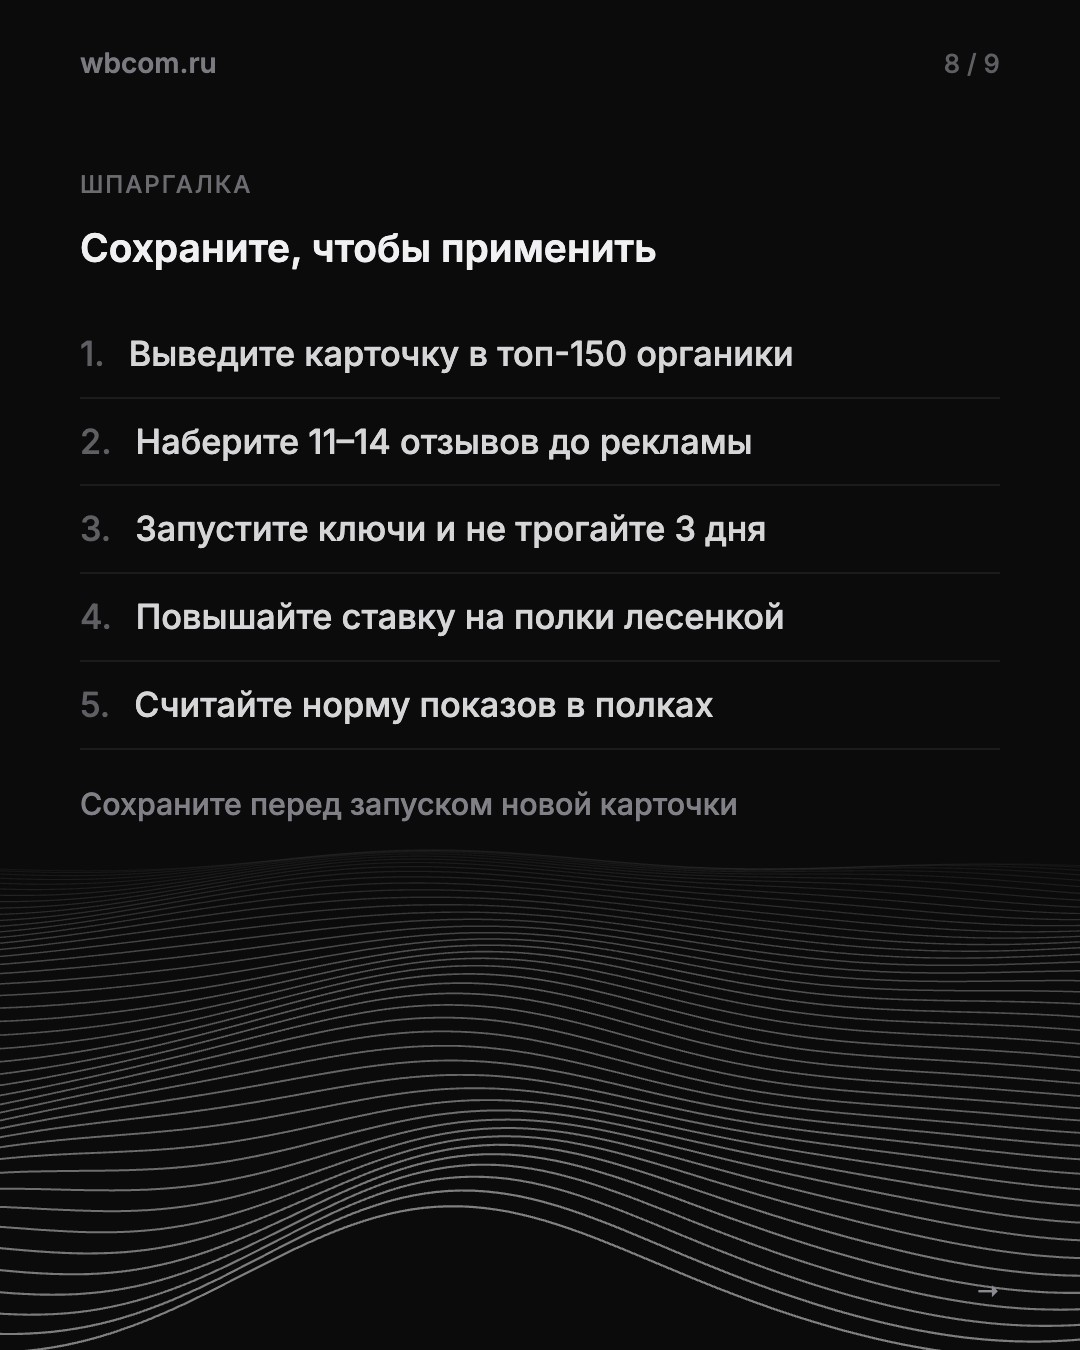 wbcom.ru
8 / 9
ШПАРГАЛКА
Сохраните, чтобы применить
1. Выведите карточку в топ-150 органики
2. Наберите 11–14 отзывов до рекламы
3. Запустите ключи и не трогайте 3 дня
4. Повышайте ставку на полки лесенкой
5. Считайте норму показов в полках
Сохраните перед запуском новой карточки
→